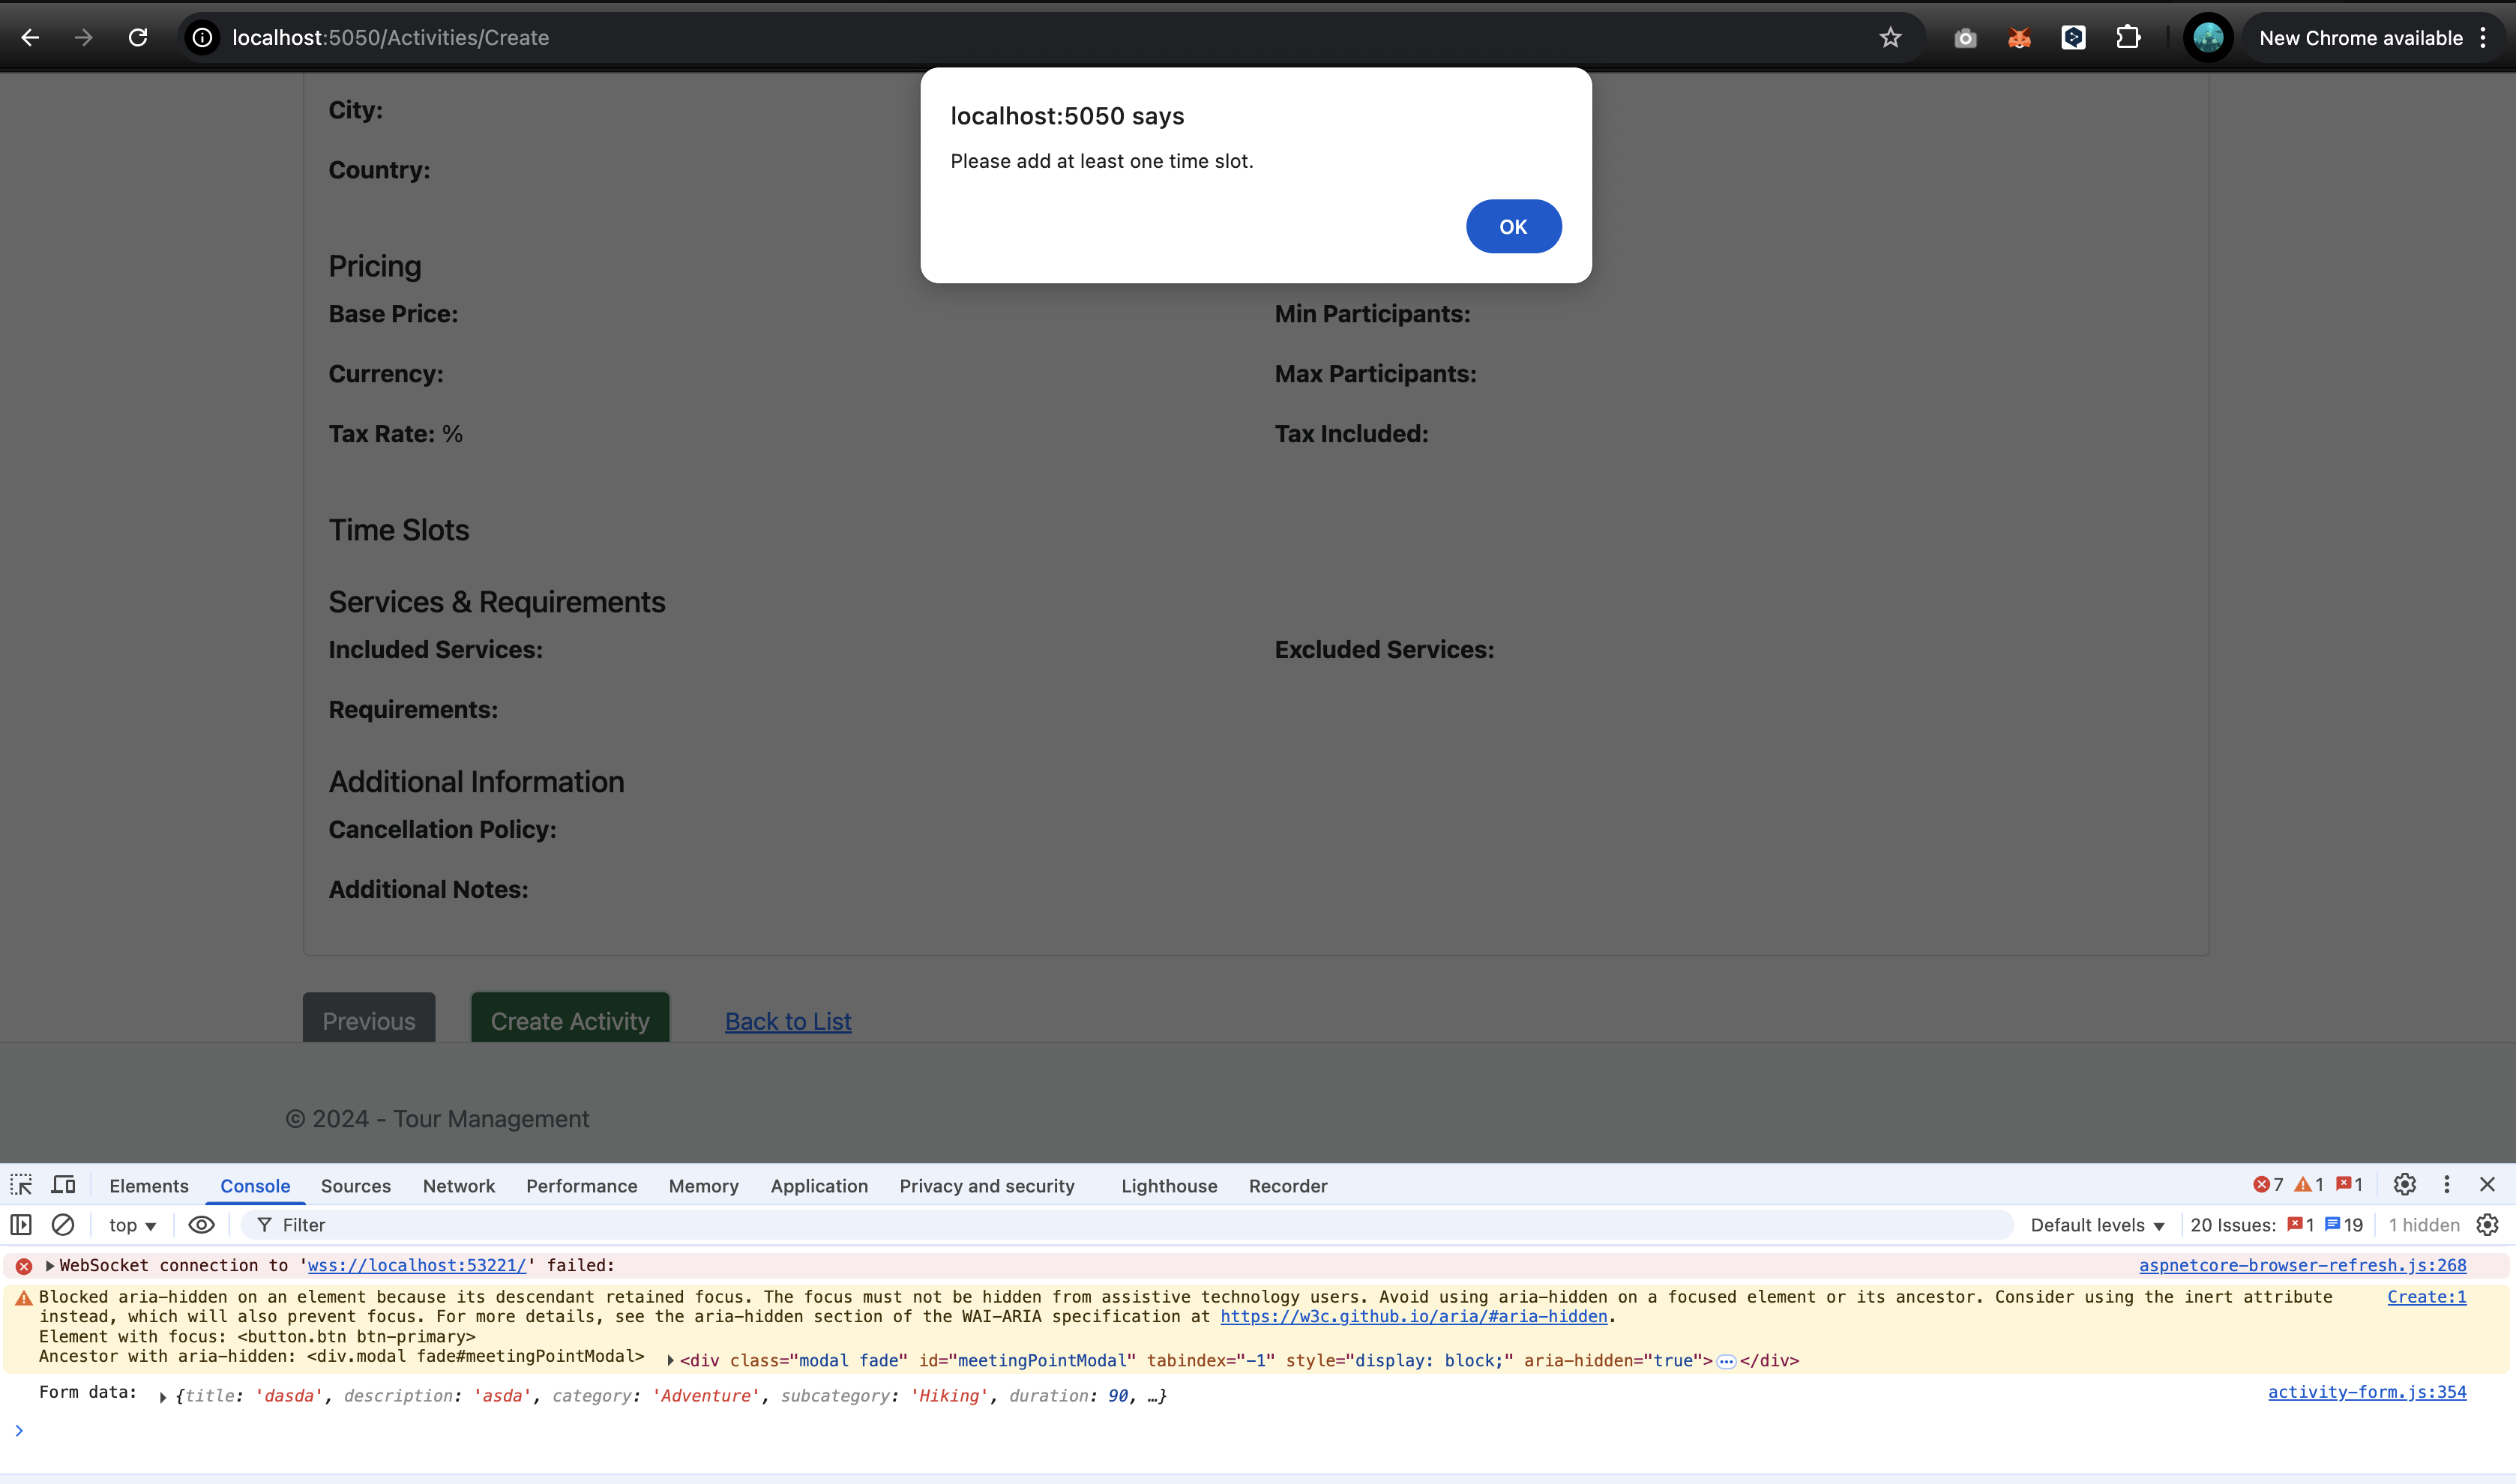 localhost:5050/Activities/Create
New Chrome available
localhost:5050 says
Please add at least one time slot.
OK
City:
Country:
Pricing
Base Price:
Min Participants:
Currency:
Max Participants:
Tax Rate: %
Tax Included:
Time Slots
Services & Requirements
Included Services:
Excluded Services:
Requirements:
Additional Information
Cancellation Policy:
Additional Notes:
Previous
Create Activity
Back to List
© 2024 - Tour Management
Elements Console Sources Network Performance Memory Application Privacy and security Lighthouse Recorder 7 1 1
top Filter Default levels 20 Issues: 1 19 1 hidden
WebSocket connection to 'wss://localhost:53221/' failed: aspnetcore-browser-refresh.js:268
Blocked aria-hidden on an element because its descendant retained focus. The focus must not be hidden from assistive technology users. Avoid using aria-hidden on a focused element or its ancestor. Consider using the inert attribute Create:1
instead, which will also prevent focus. For more details, see the aria-hidden section of the WAI-ARIA specification at https://w3c.github.io/aria/#aria-hidden.
Element with focus: <button.btn btn-primary>
Ancestor with aria-hidden: <div.modal fade#meetingPointModal> <div class="modal fade" id="meetingPointModal" tabindex="-1" style="display: block;" aria-hidden="true">…</div>
Form data: {title: 'dasda', description: 'asda', category: 'Adventure', subcategory: 'Hiking', duration: 90, …} activity-form.js:354